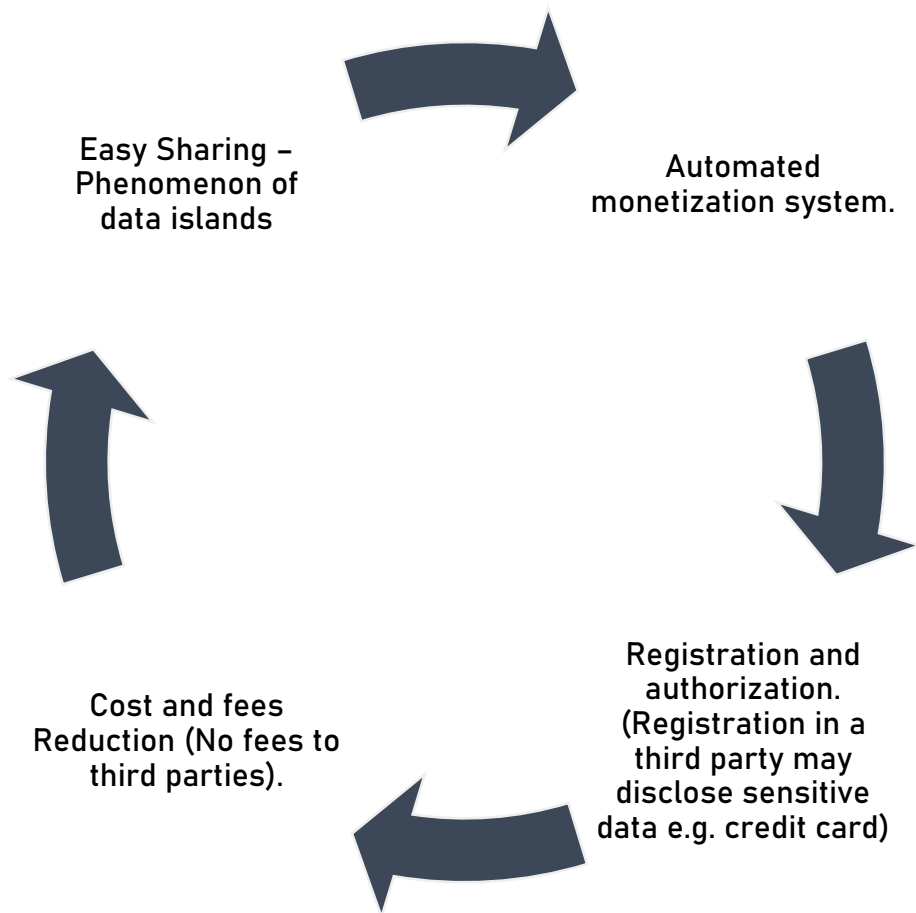 Easy Sharing –
Phenomenon of
data islands
Automated
monetization system.
Registration and
authorization.
(Registration in a
third party may
disclose sensitive
data e.g. credit card)
Cost and fees
Reduction (No fees to
third parties).